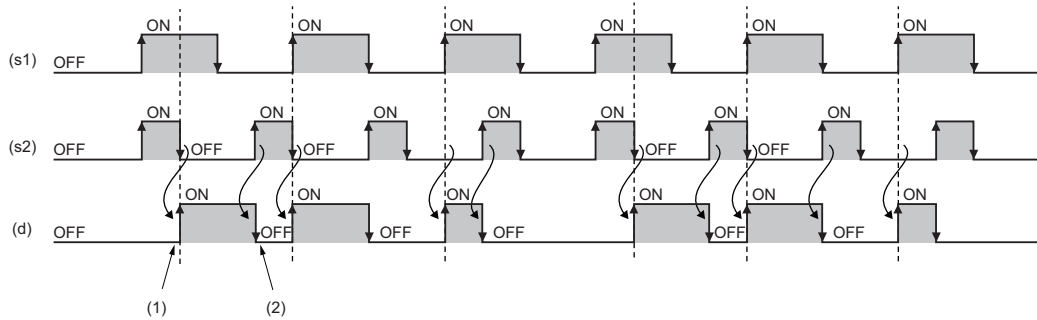 ON ON ON ON ON ON
(s1) OFF
ON ON ON ON ON ON ON
(s2) OFF OFF OFF OFF OFF
ON ON ON ON ON ON
(d) OFF OFF OFF OFF OFF OFF
(1) (2)